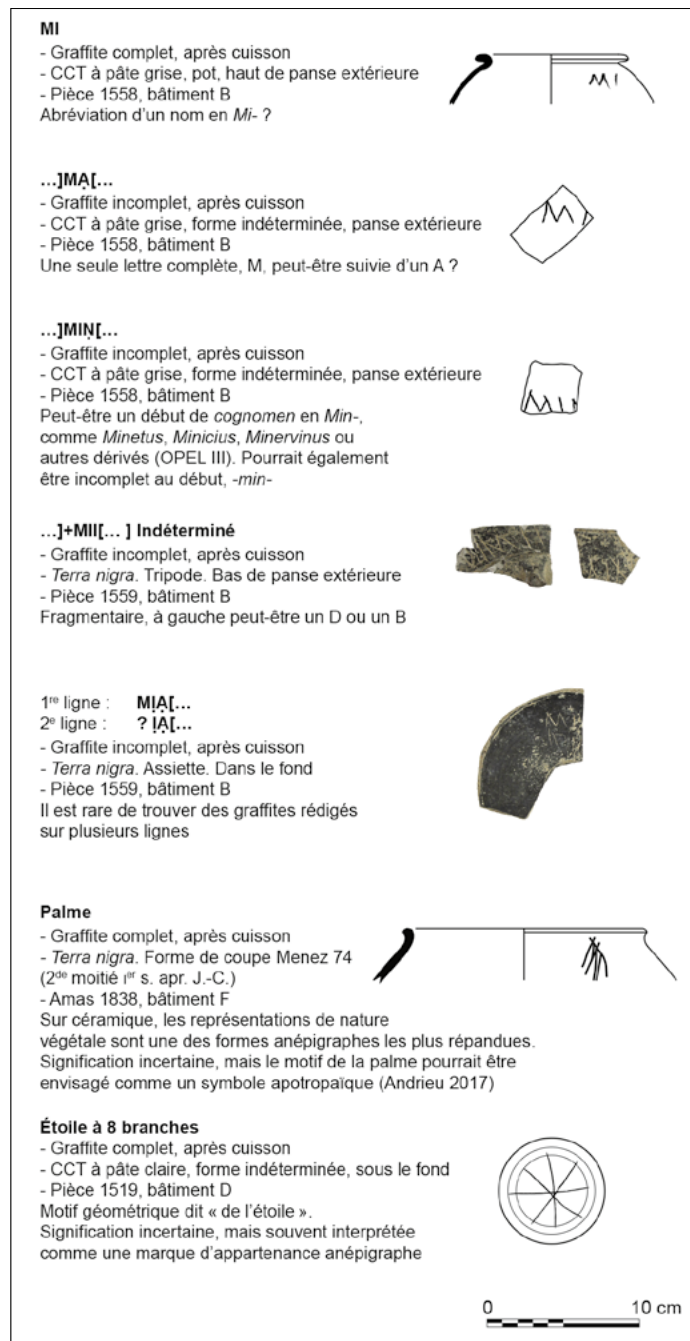 MI
- Graffite complet, après cuisson
- CCT à pâte grise, pot, haut de panse extérieure
- Pièce 1558, bâtiment B
Abréviation d'un nom en Mi- ?
…]MẠ[…
- Graffite incomplet, après cuisson
- CCT à pâte grise, forme indéterminée, panse extérieure
- Pièce 1558, bâtiment B
Une seule lettre complète, M, peut-être suivie d'un A ?
…]MIṆ[…
- Graffite incomplet, après cuisson
- CCT à pâte grise, forme indéterminée, panse extérieure
- Pièce 1558, bâtiment B
Peut-être un début de cognomen en Min-,
comme Minetus, Minicius, Minervinus ou
autres dérivés (OPEL III). Pourrait également
être incomplet au début, -min-
…]+MII[… ] Indéterminé
- Graffite incomplet, après cuisson
- Terra nigra. Tripode. Bas de panse extérieure
- Pièce 1559, bâtiment B
Fragmentaire, à gauche peut-être un D ou un B
1re ligne : MỊẠ[…
2e ligne : ? ỊẠ[…
- Graffite incomplet, après cuisson
- Terra nigra. Assiette. Dans le fond
- Pièce 1559, bâtiment B
Il est rare de trouver des graffites rédigés
sur plusieurs lignes
Palme
- Graffite complet, après cuisson
- Terra nigra. Forme de coupe Menez 74
(2de moitié Ier s. apr. J.-C.)
- Amas 1838, bâtiment F
Sur céramique, les représentations de nature
végétale sont une des formes anépigraphes les plus répandues.
Signification incertaine, mais le motif de la palme pourrait être
envisagé comme un symbole apotropaïque (Andrieu 2017)
Étoile à 8 branches
- Graffite complet, après cuisson
- CCT à pâte claire, forme indéterminée, sous le fond
- Pièce 1519, bâtiment D
Motif géométrique dit « de l'étoile ».
Signification incertaine, mais souvent interprétée
comme une marque d'appartenance anépigraphe
0 10 cm